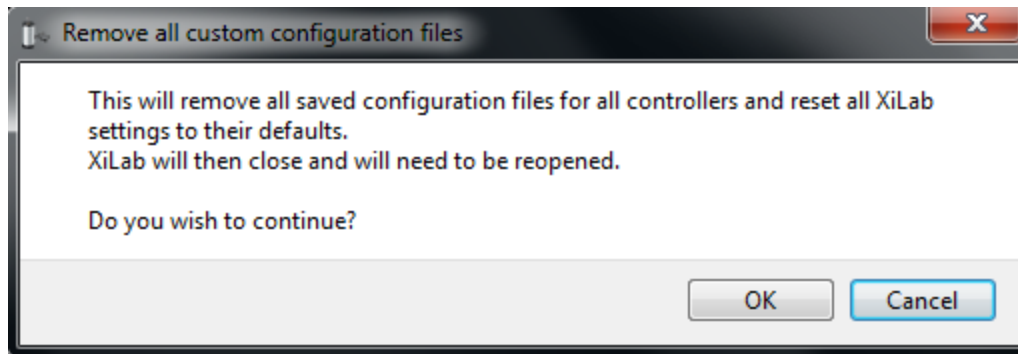 Remove all custom configuration files
This will remove all saved configuration files for all controllers and reset all XiLab
settings to their defaults.
XiLab will then close and will need to be reopened.
Do you wish to continue?
OK
Cancel